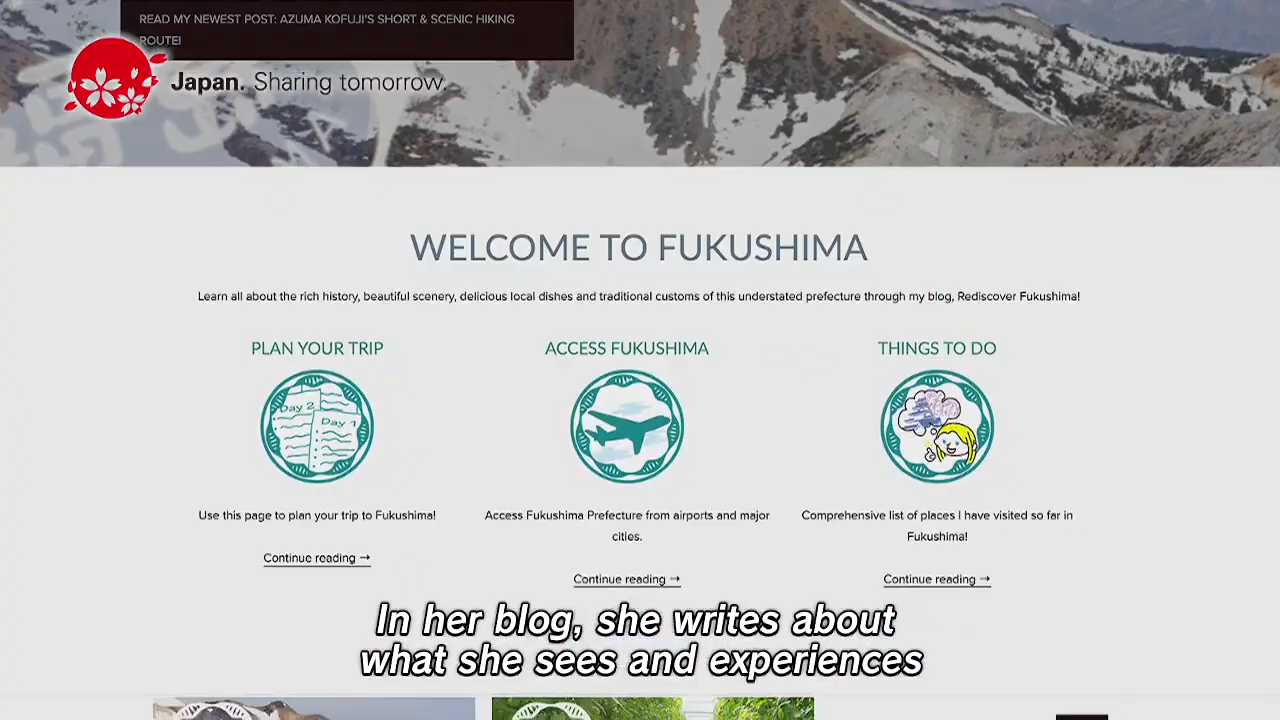 READ MY NEWEST POST: AZUMA KOFUJI'S SHORT & SCENIC HIKING
ROUTE!
Japan. Sharing tomorrow.
WELCOME TO FUKUSHIMA
Learn all about the rich history, beautiful scenery, delicious local dishes and traditional customs of this understated prefecture through my blog, Rediscover Fukushima!
PLAN YOUR TRIP
ACCESS FUKUSHIMA
THINGS TO DO
Day 2
Day 1
Use this page to plan your trip to Fukushima!
Continue reading →
Access Fukushima Prefecture from airports and major
cities.
Continue reading →
Comprehensive list of places I have visited so far in
Fukushima!
Continue reading →
In her blog, she writes about
what she sees and experiences